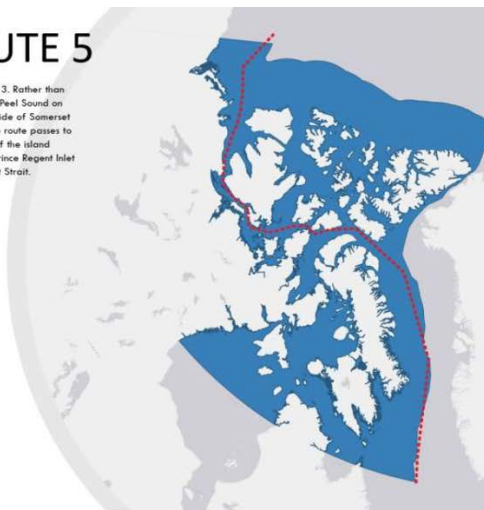 UTE 5
3. Rather than
Peel Sound on
ide of Somerset
route passes to
f the island
rince Regent Inlet
Strait.